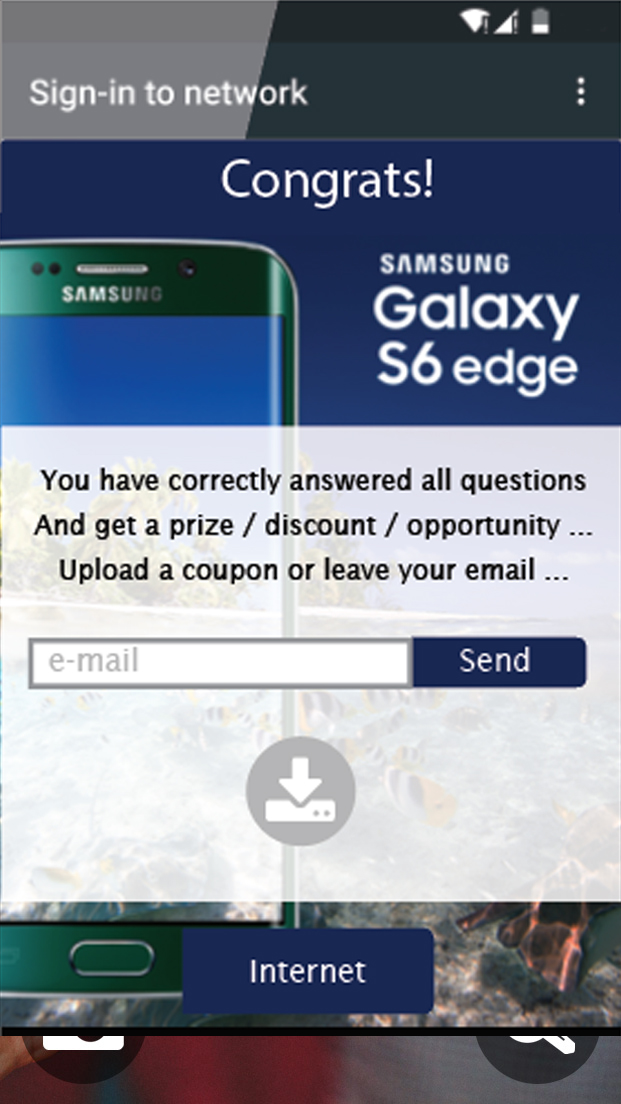 Sign-in to network
Congrats!
SAMSUNG
SAMSUNG
Galaxy
S6 edge
You have correctly answered all questions
And get a prize / discount / opportunity ...
Upload a coupon or leave your email ...
e-mail
Send
Internet